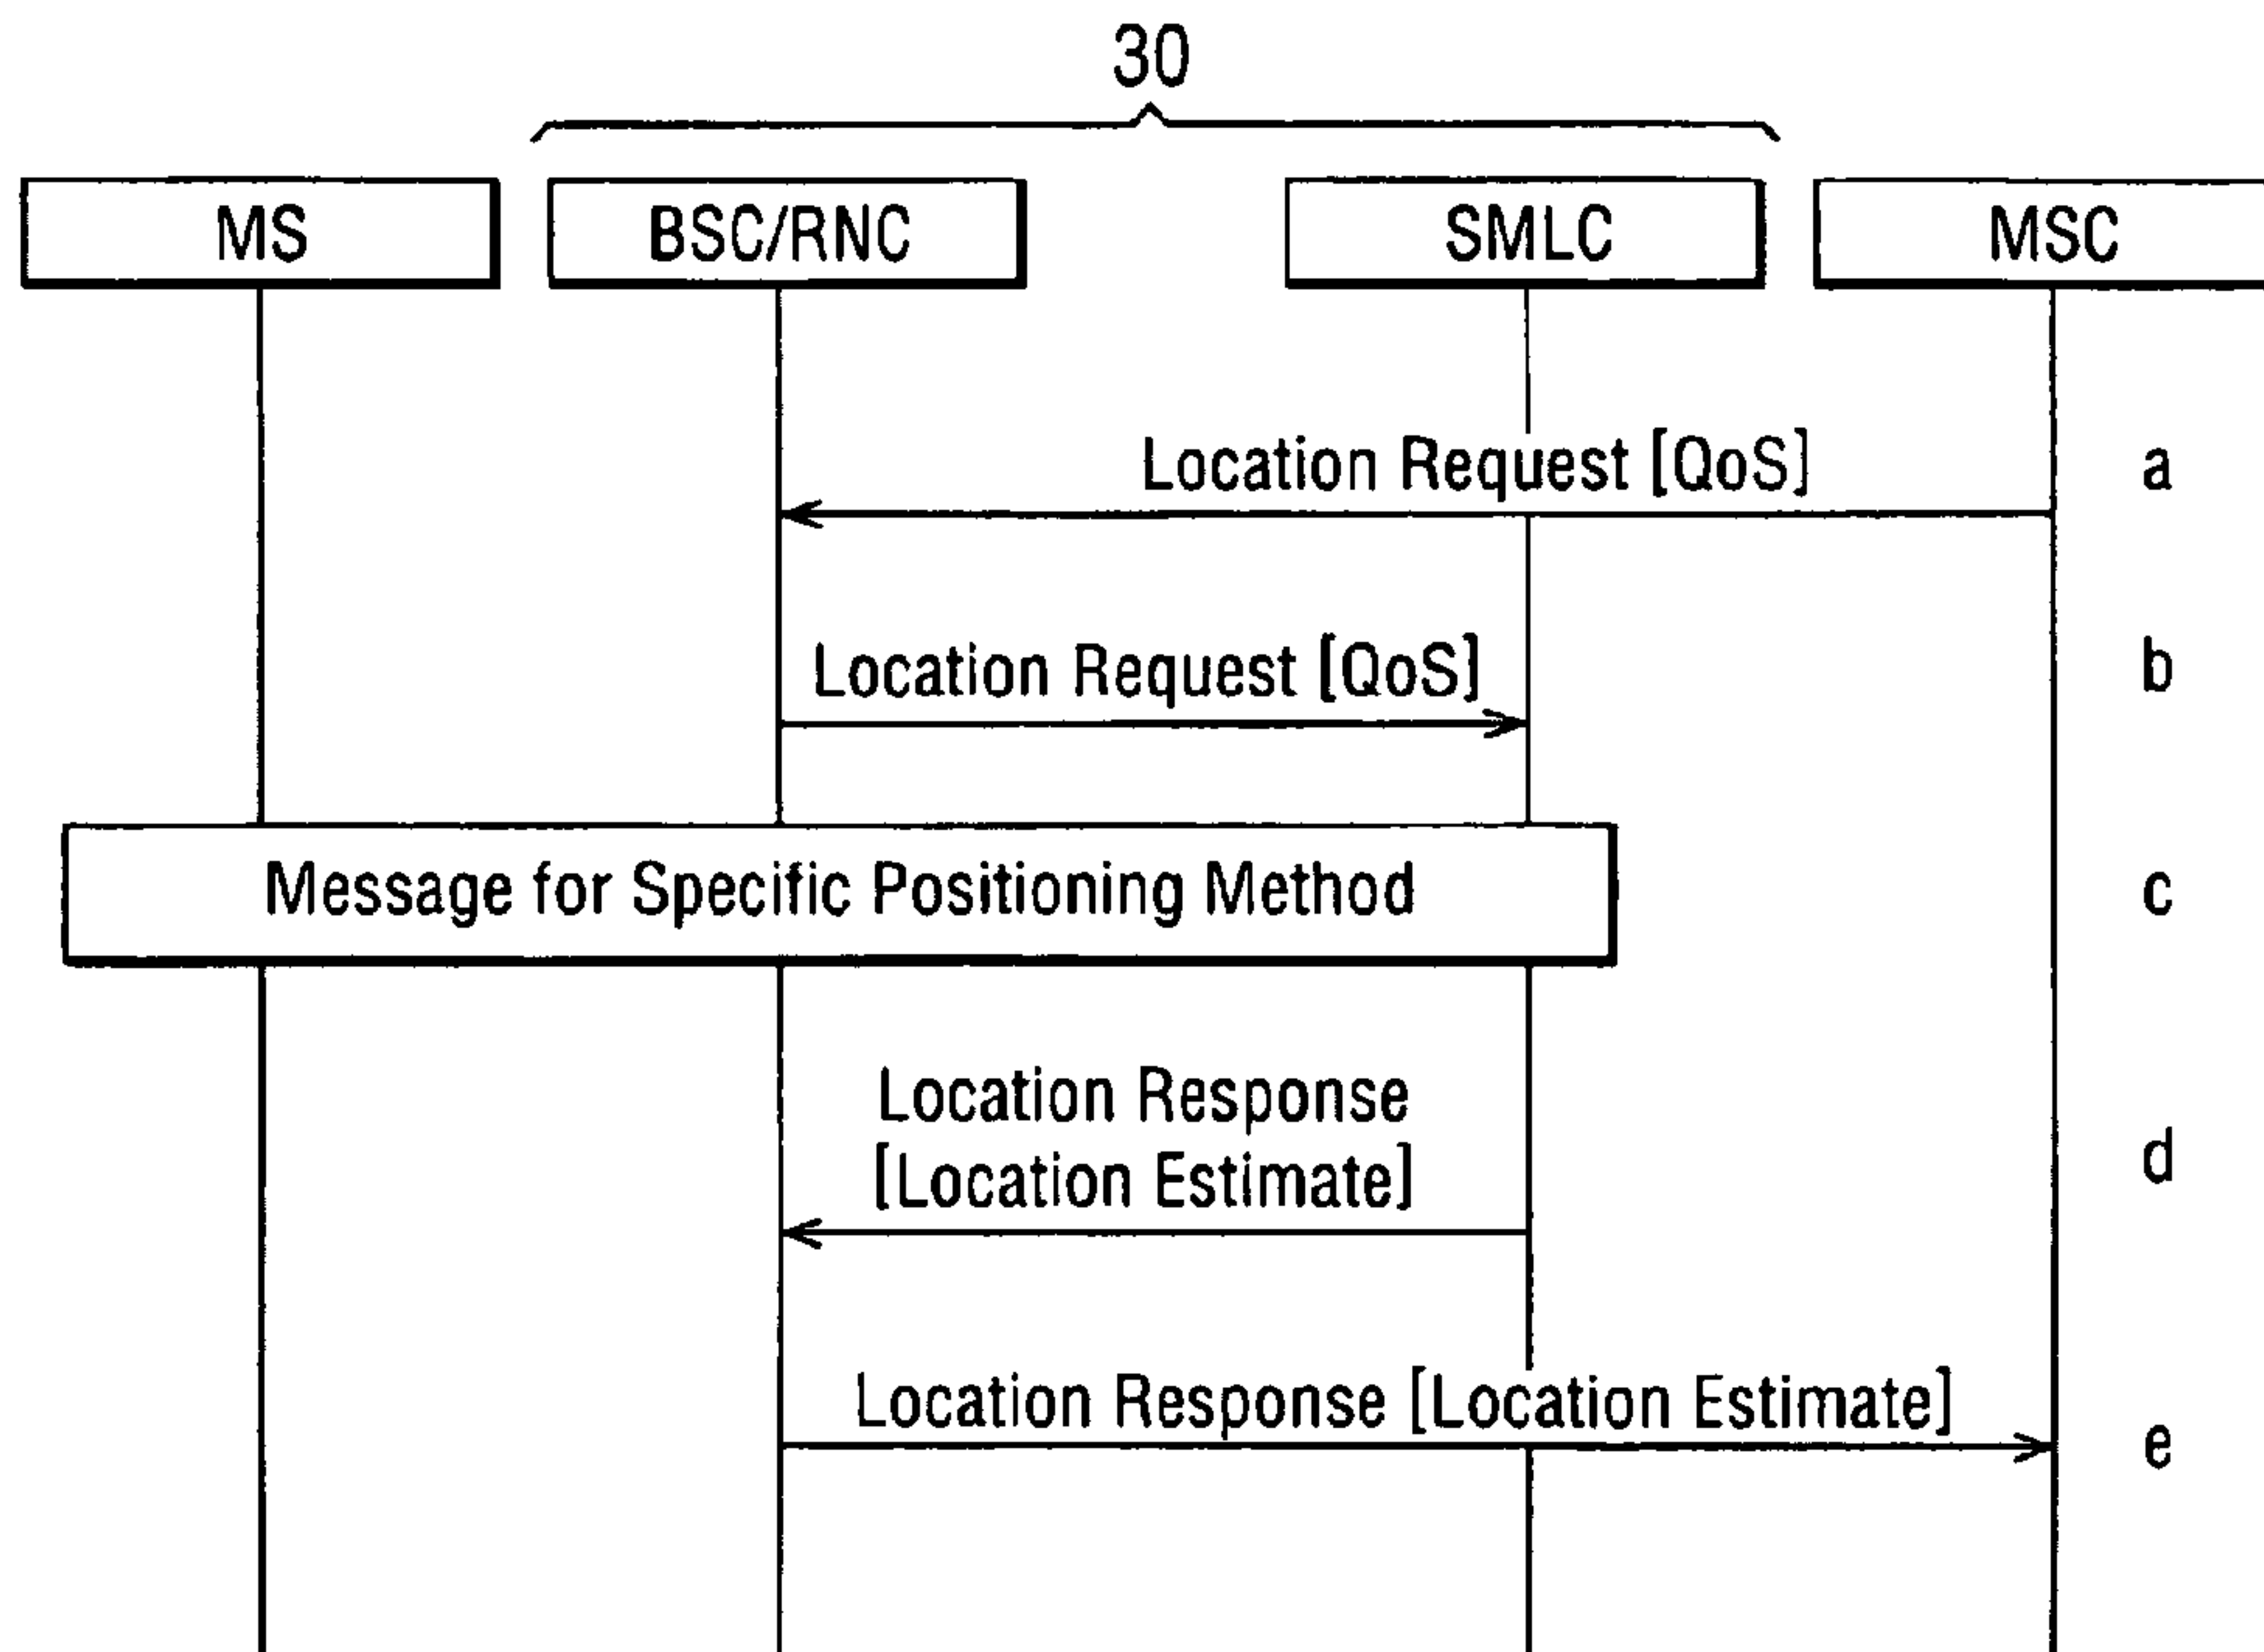 30
MS
BSC/RNC
SMLC
MSC
Location Request [QoS]
a
Location Request [QoS]
b
Message for Specific Positioning Method
c
Location Response
[Location Estimate]
d
Location Response [Location Estimate]
e